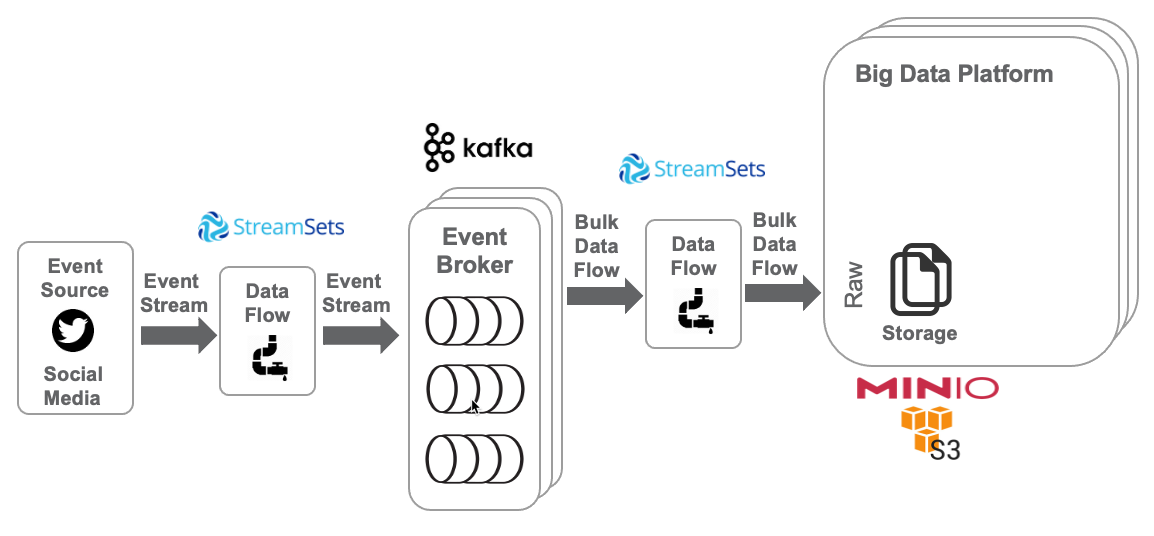 Big Data Platform
kafka
StreamSets
StreamSets
Event
Source
Social
Media
Event
Stream
Data
Flow
Event
Stream
Event
Broker
Bulk
Data
Flow
Data
Flow
Bulk
Data
Flow
Raw
Storage
MINIO
S3